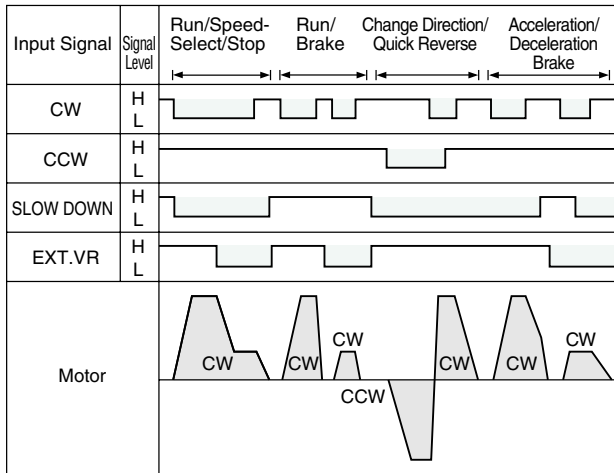 Input Signal
Signal
Level
Run/Speed-
Select/Stop
Run/
Brake
Change Direction/
Quick Reverse
Acceleration/
Deceleration
Brake
CW
H
L
CCW
H
L
SLOW DOWN
H
L
EXT.VR
H
L
Motor
CW
CW
CW
CCW
CW
CW
CW